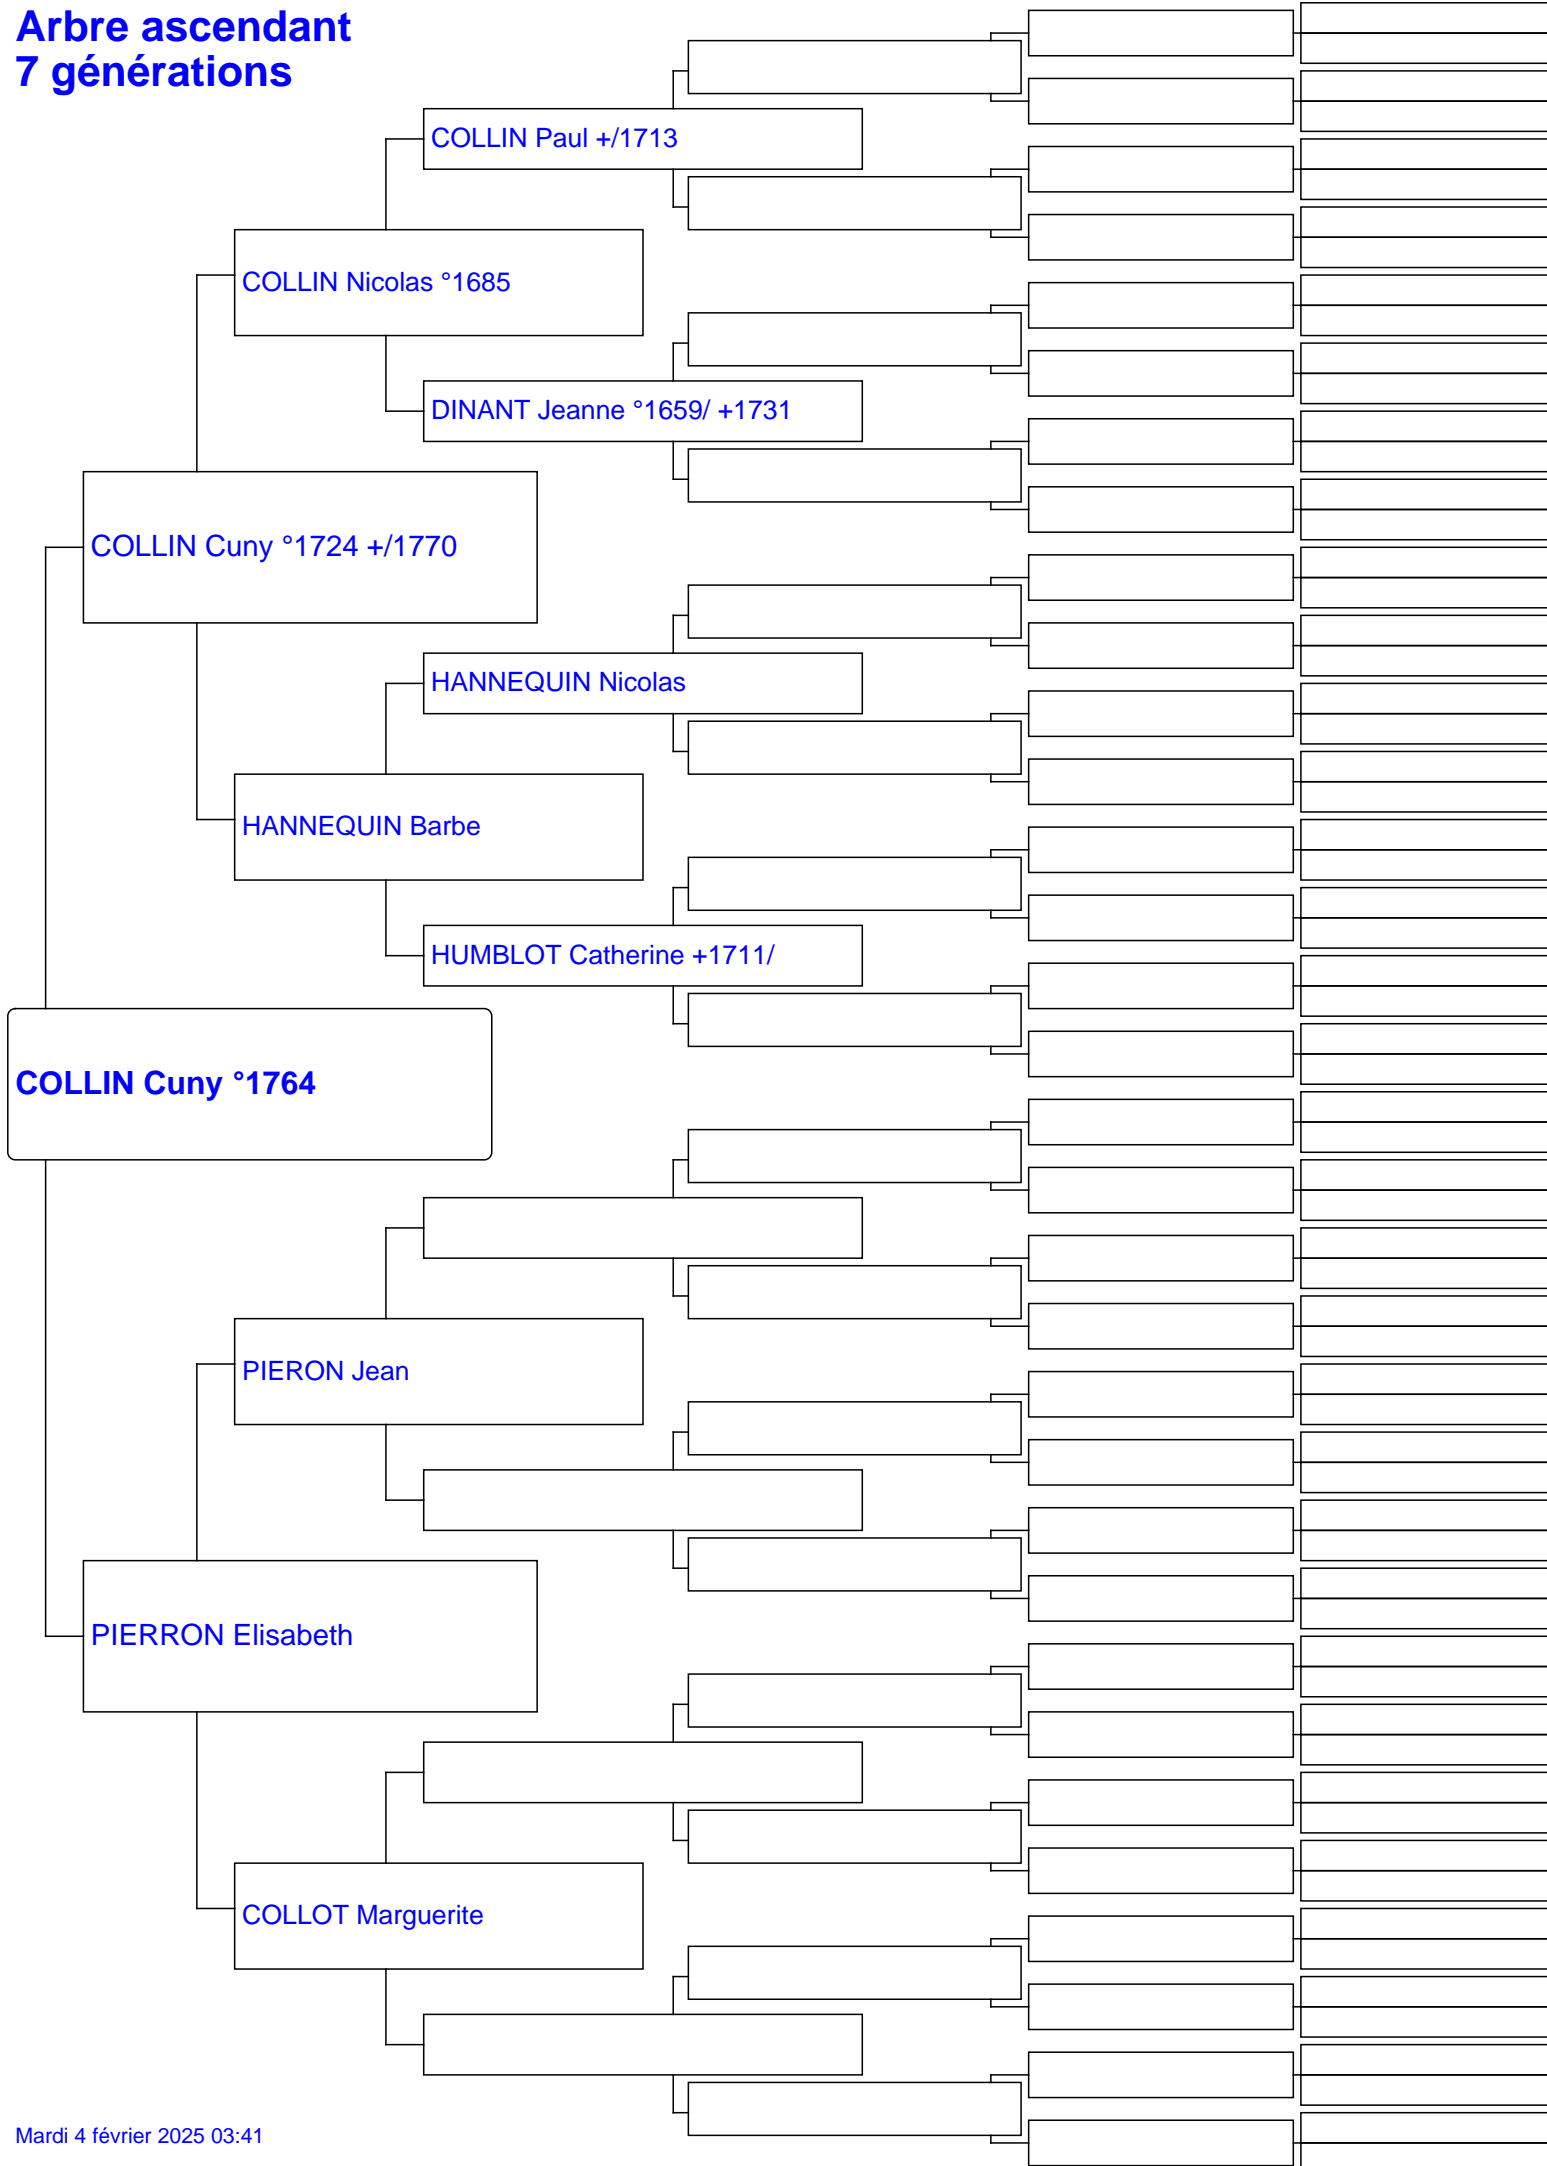 Arbre ascendant
7 générations
COLLIN Paul +/1713
COLLIN Nicolas °1685
DINANT Jeanne °1659/ +1731
COLLIN Cuny °1724 +/1770
HANNEQUIN Nicolas
HANNEQUIN Barbe
HUMBLOT Catherine +1711/
COLLIN Cuny °1764
PIERON Jean
PIERRON Elisabeth
COLLOT Marguerite
Mardi 4 février 2025 03:41